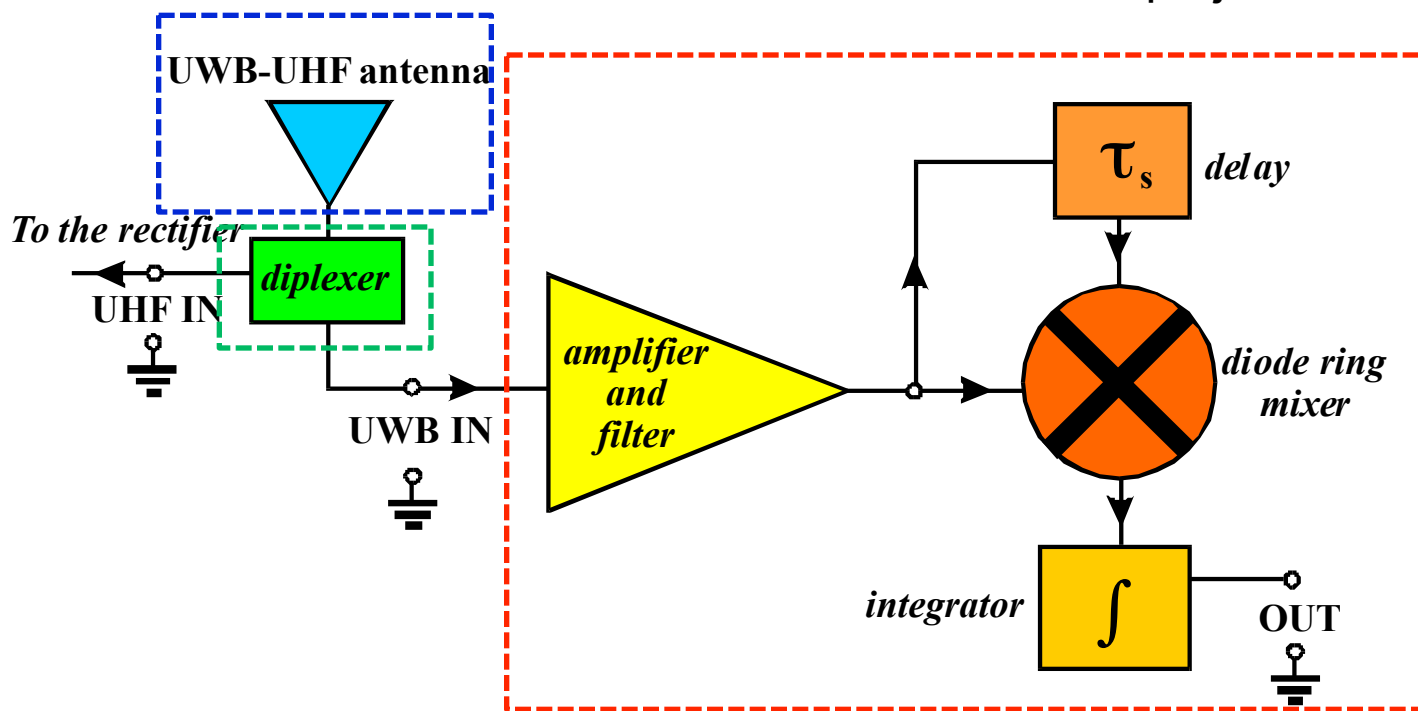 UWB-UHF antenna
τs
delay
To the rectifier
diplexer
UHF IN
amplifier
and
filter
diode ring
mixer
UWB IN
integrator
∫
OUT